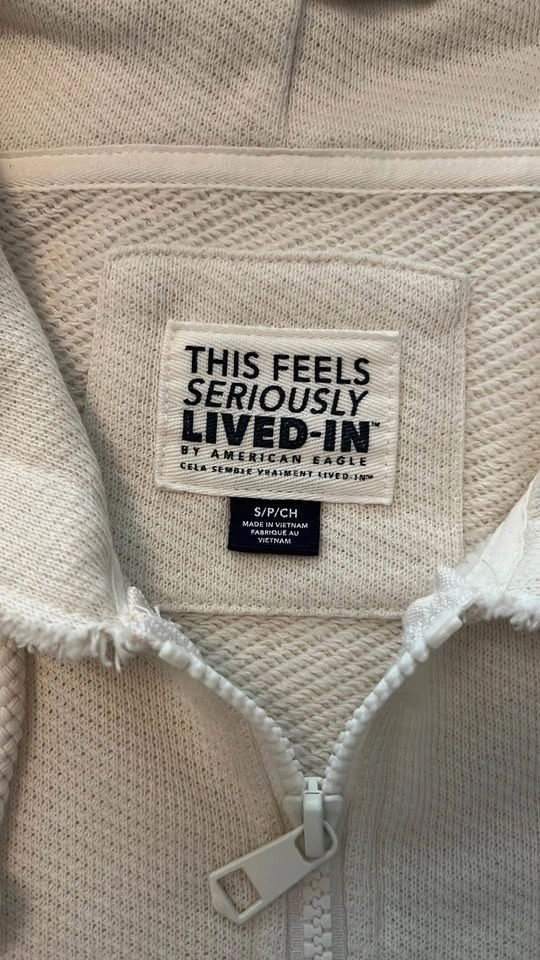 THIS FEELS
SERIOUSLY
LIVED-IN™
BY AMERICAN EAGLE
CELA SEMBLE VRAIMENT LIVED-IN™
S/P/CH
MADE IN VIETNAM
FABRIQUÉ AU
VIETNAM